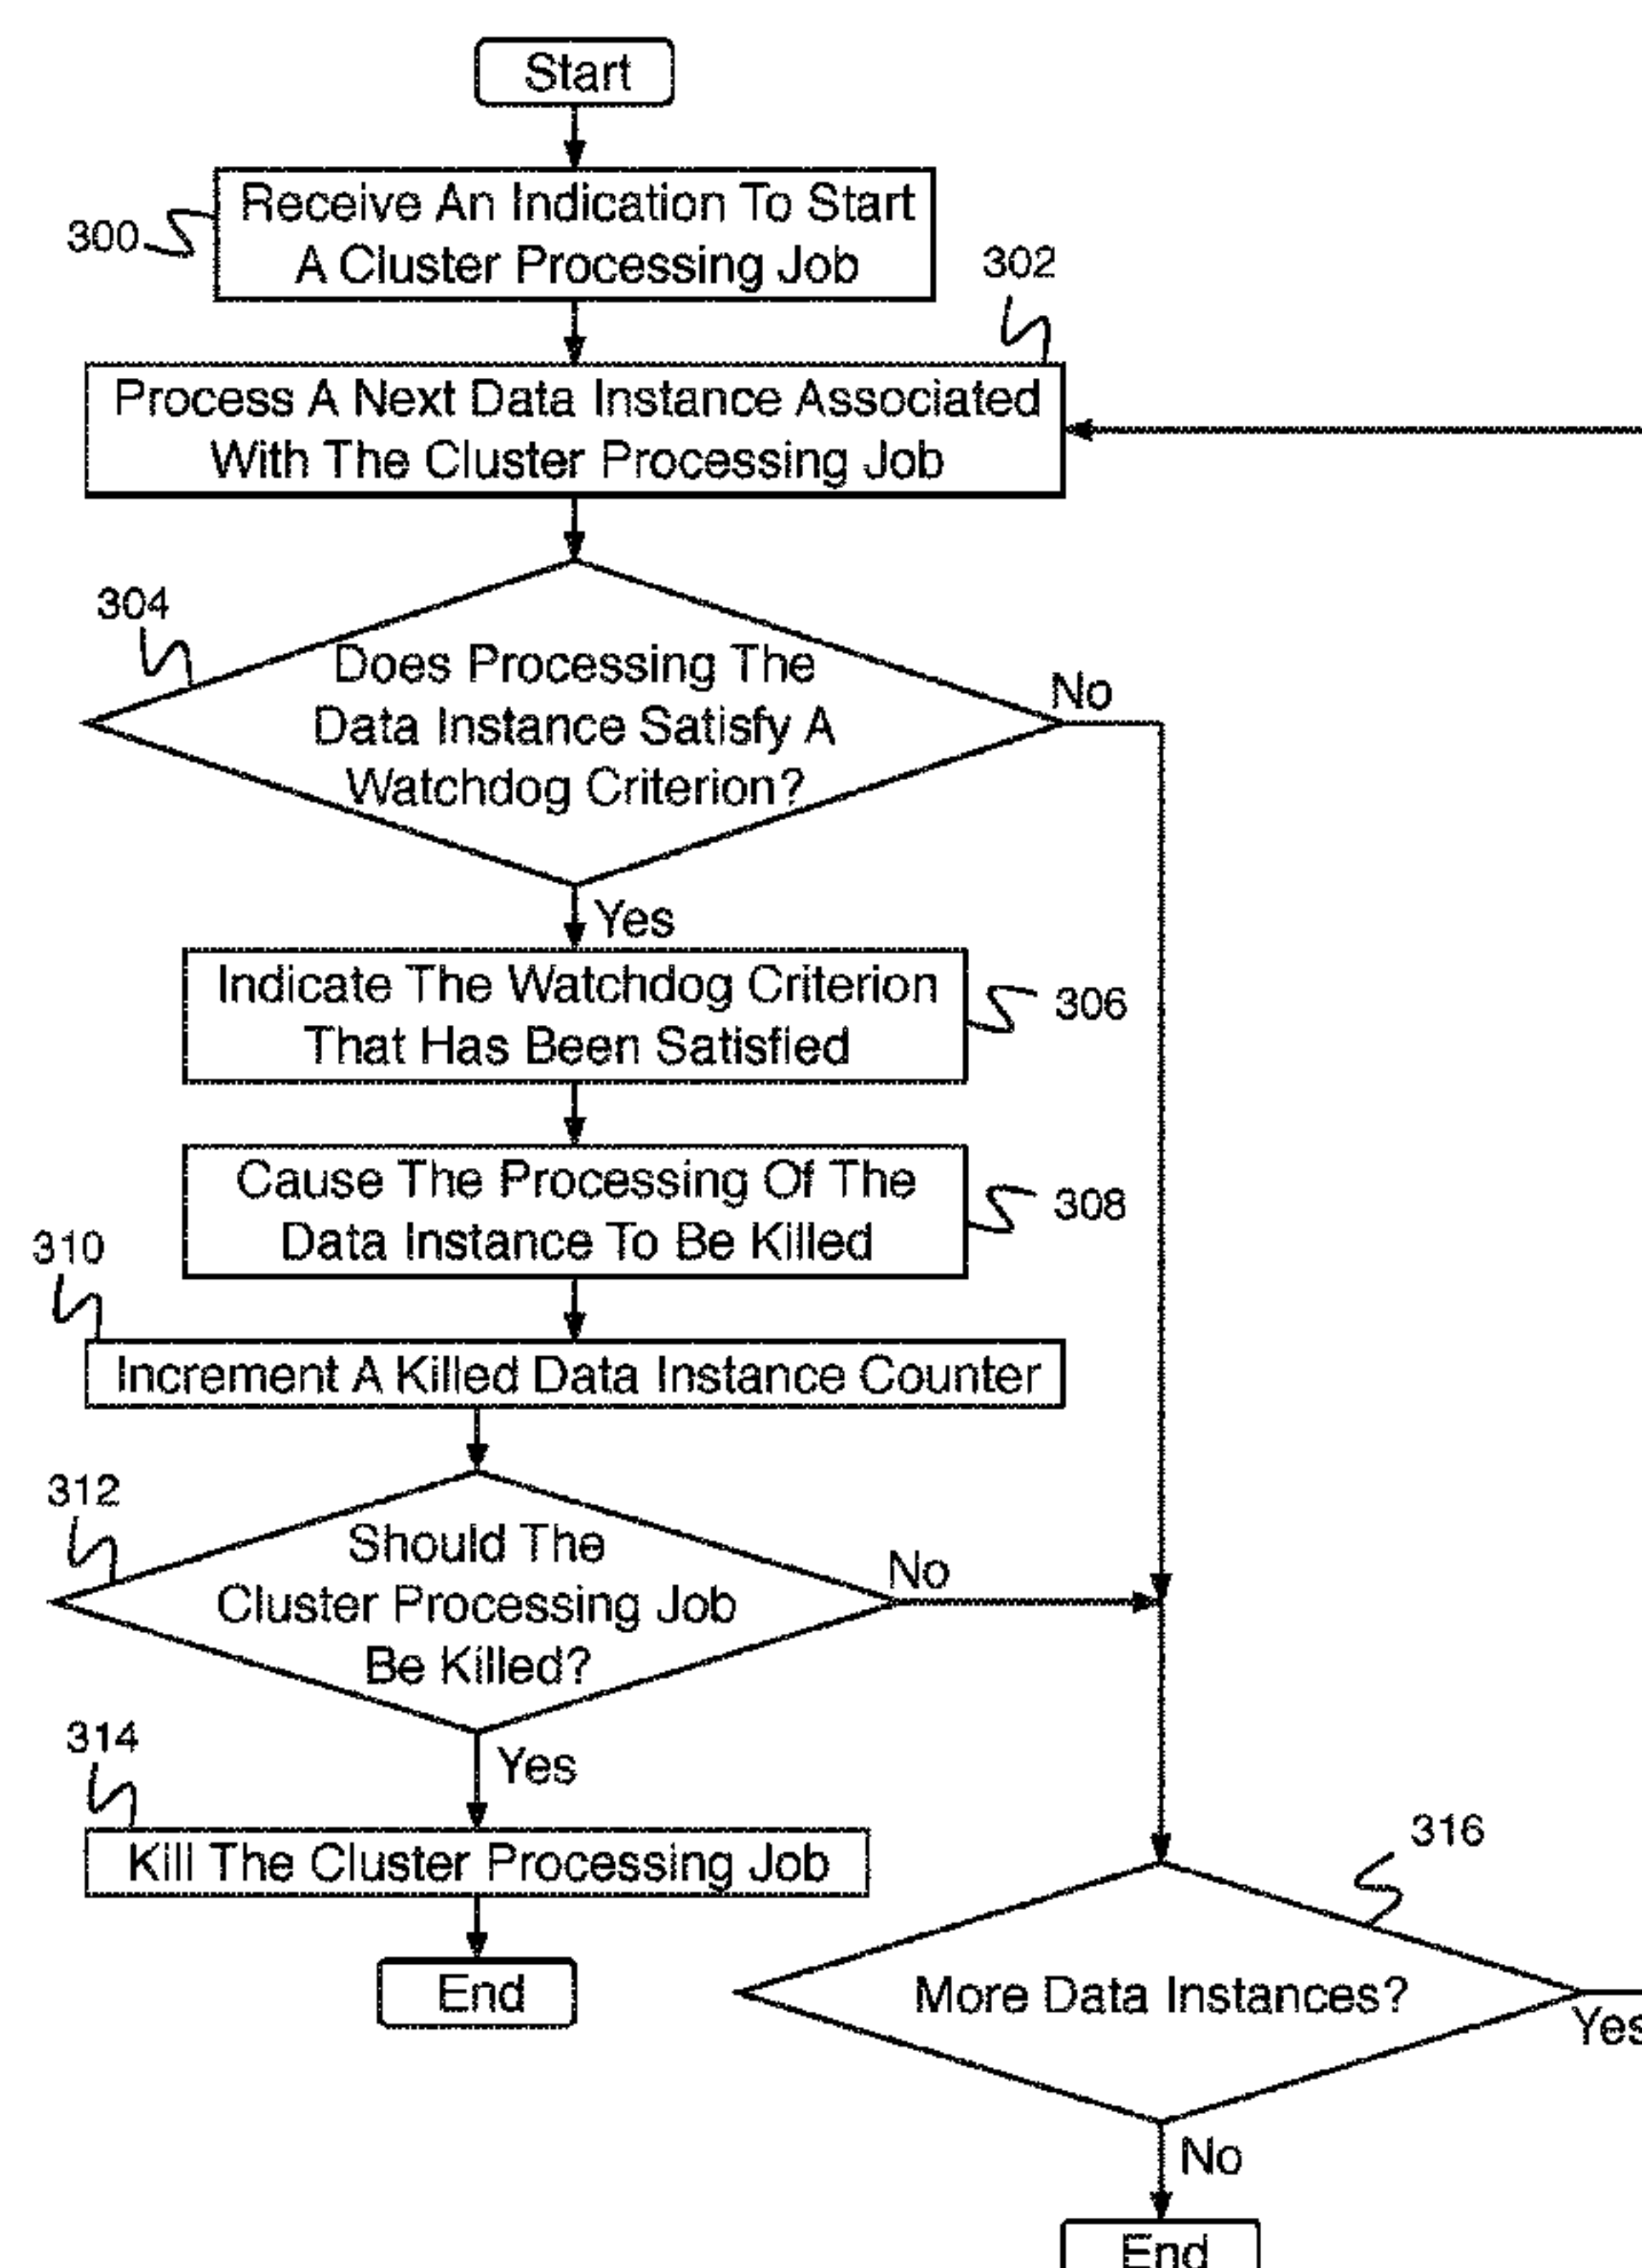 Start
300
Receive An Indication To Start
A Cluster Processing Job
302
Process A Next Data Instance Associated
With The Cluster Processing Job
304
Does Processing The
Data Instance Satisfy A
Watchdog Criterion?
No
Yes
Indicate The Watchdog Criterion
That Has Been Satisfied
306
Cause The Processing Of The
Data Instance To Be Killed
308
310
Increment A Killed Data Instance Counter
312
Should The
Cluster Processing Job
Be Killed?
No
Yes
314
Kill The Cluster Processing Job
End
316
More Data Instances?
Yes
No
End